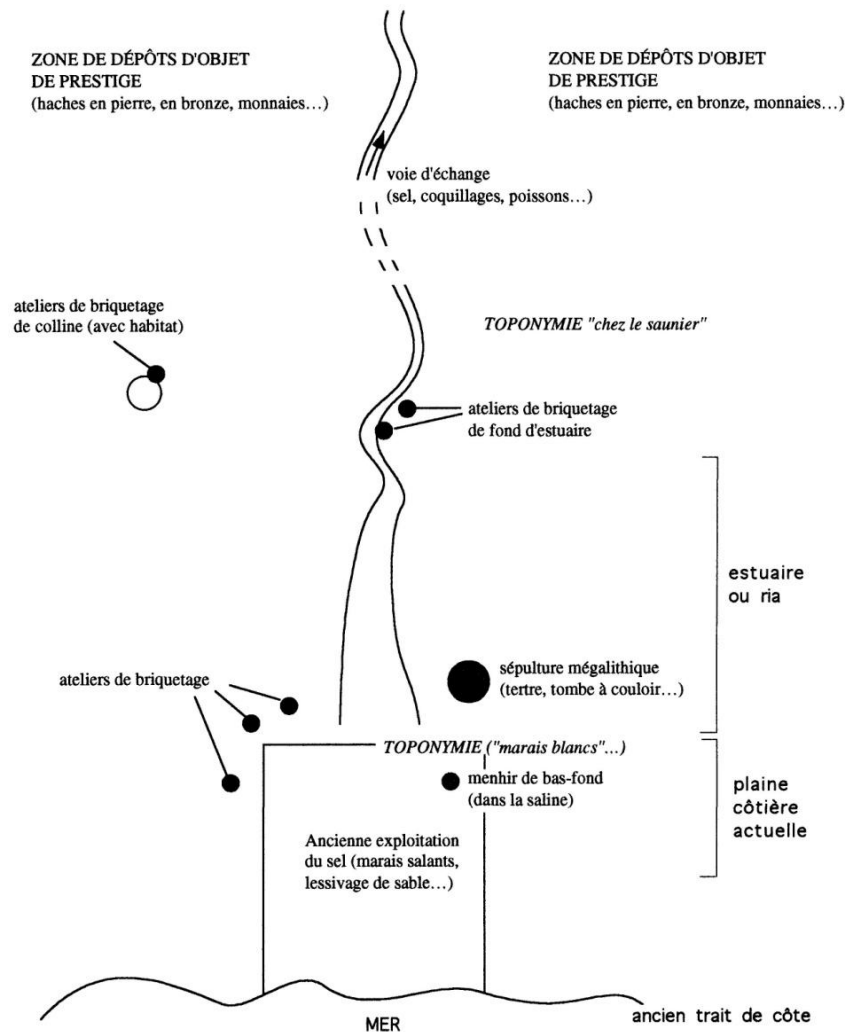 ZONE DE DÉPÔTS D'OBJET
DE PRESTIGE
(haches en pierre, en bronze, monnaies…)
ZONE DE DÉPÔTS D'OBJET
DE PRESTIGE
(haches en pierre, en bronze, monnaies…)
voie d'échange
(sel, coquillages, poissons…)
ateliers de briquetage
de colline (avec habitat)
TOPONYMIE "chez le saunier"
ateliers de briquetage
de fond d'estuaire
estuaire
ou ria
ateliers de briquetage
sépulture mégalithique
(tertre, tombe à couloir…)
TOPONYMIE ("marais blancs"…)
menhir de bas-fond
(dans la saline)
plaine
côtière
actuelle
Ancienne exploitation
du sel (marais salants,
lessivage de sable…)
MER
ancien trait de côte